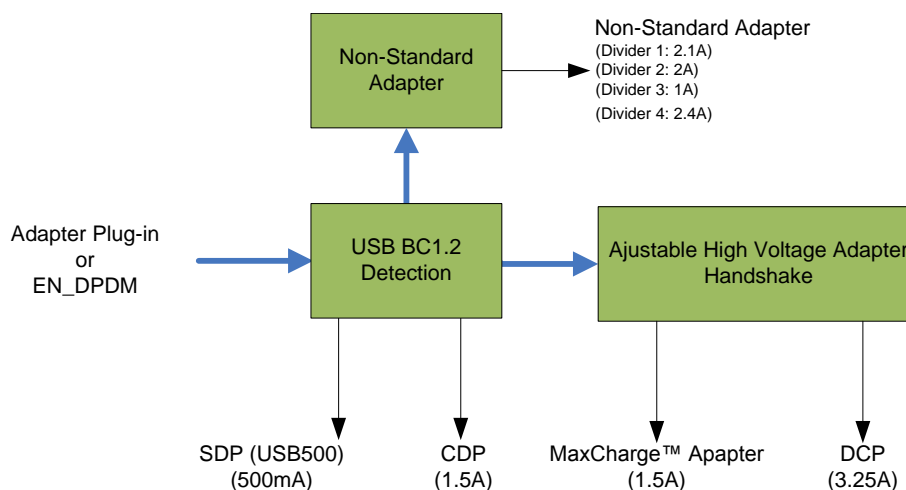 Non-Standard
Adapter
Non-Standard Adapter
(Divider 1: 2.1A)
(Divider 2: 2A)
(Divider 3: 1A)
(Divider 4: 2.4A)
Adapter Plug-in
or
EN_DPDM
USB BC1.2
Detection
Ajustable High Voltage Adapter
Handshake
SDP (USB500)
(500mA)
CDP
(1.5A)
MaxCharge™ Apapter
(1.5A)
DCP
(3.25A)